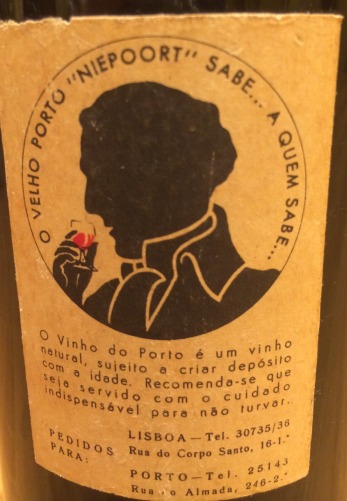 O VELHO PORTO "NIEPOORT" SABE... A QUEM SABE...
O Vinho do Porto é um vinho
natural, sujeito a criar depósito
com a idade. Recomenda-se que
seja servido com o cuidado
indispensável para não turvar.
PEDIDOS PARA:
LISBOA—Tel. 30735/36
Rua do Corpo Santo, 16-1.°
PORTO—Tel. 25143
Rua do Almada, 246-2.°